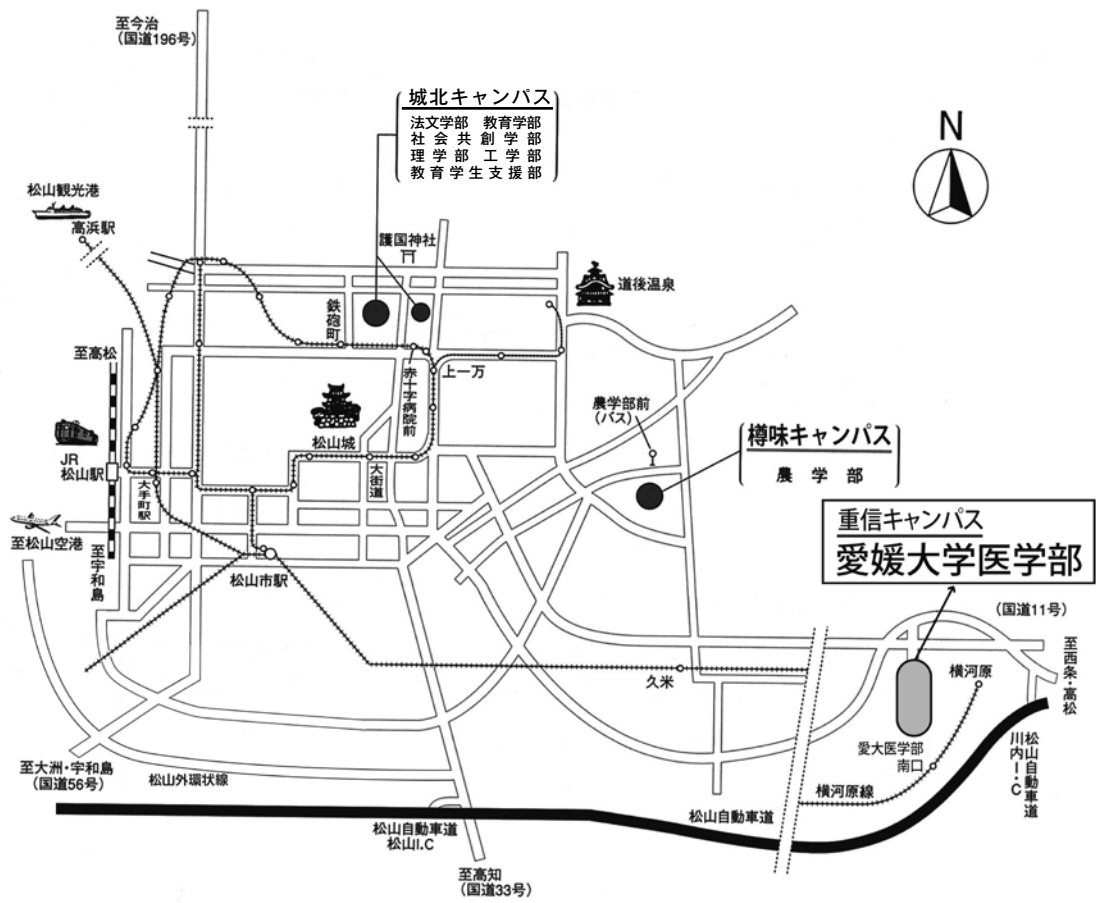 至今治
(国道196号)
城北キャンパス
法文学部 教育学部
社会共創学部
理学部 工学部
教育学生支援部
N
松山観光港
高浜駅
護国神社
道後温泉
鉄砲町
至高松
赤十字病院前
上一万
農学部前
(バス)
樽味キャンパス
農学部
松山城
JR
松山駅
大手町駅
大街道
重信キャンパス
愛媛大学医学部
至松山空港
至宇和島
松山市駅
(国道11号)
至西条・高松
久米
横河原
愛大医学部
南口
松山自動車道
川内I・C
至大洲・宇和島
(国道56号)
松山外環状線
横河原線
松山自動車道
松山自動車道
松山I.C
至高知
(国道33号)